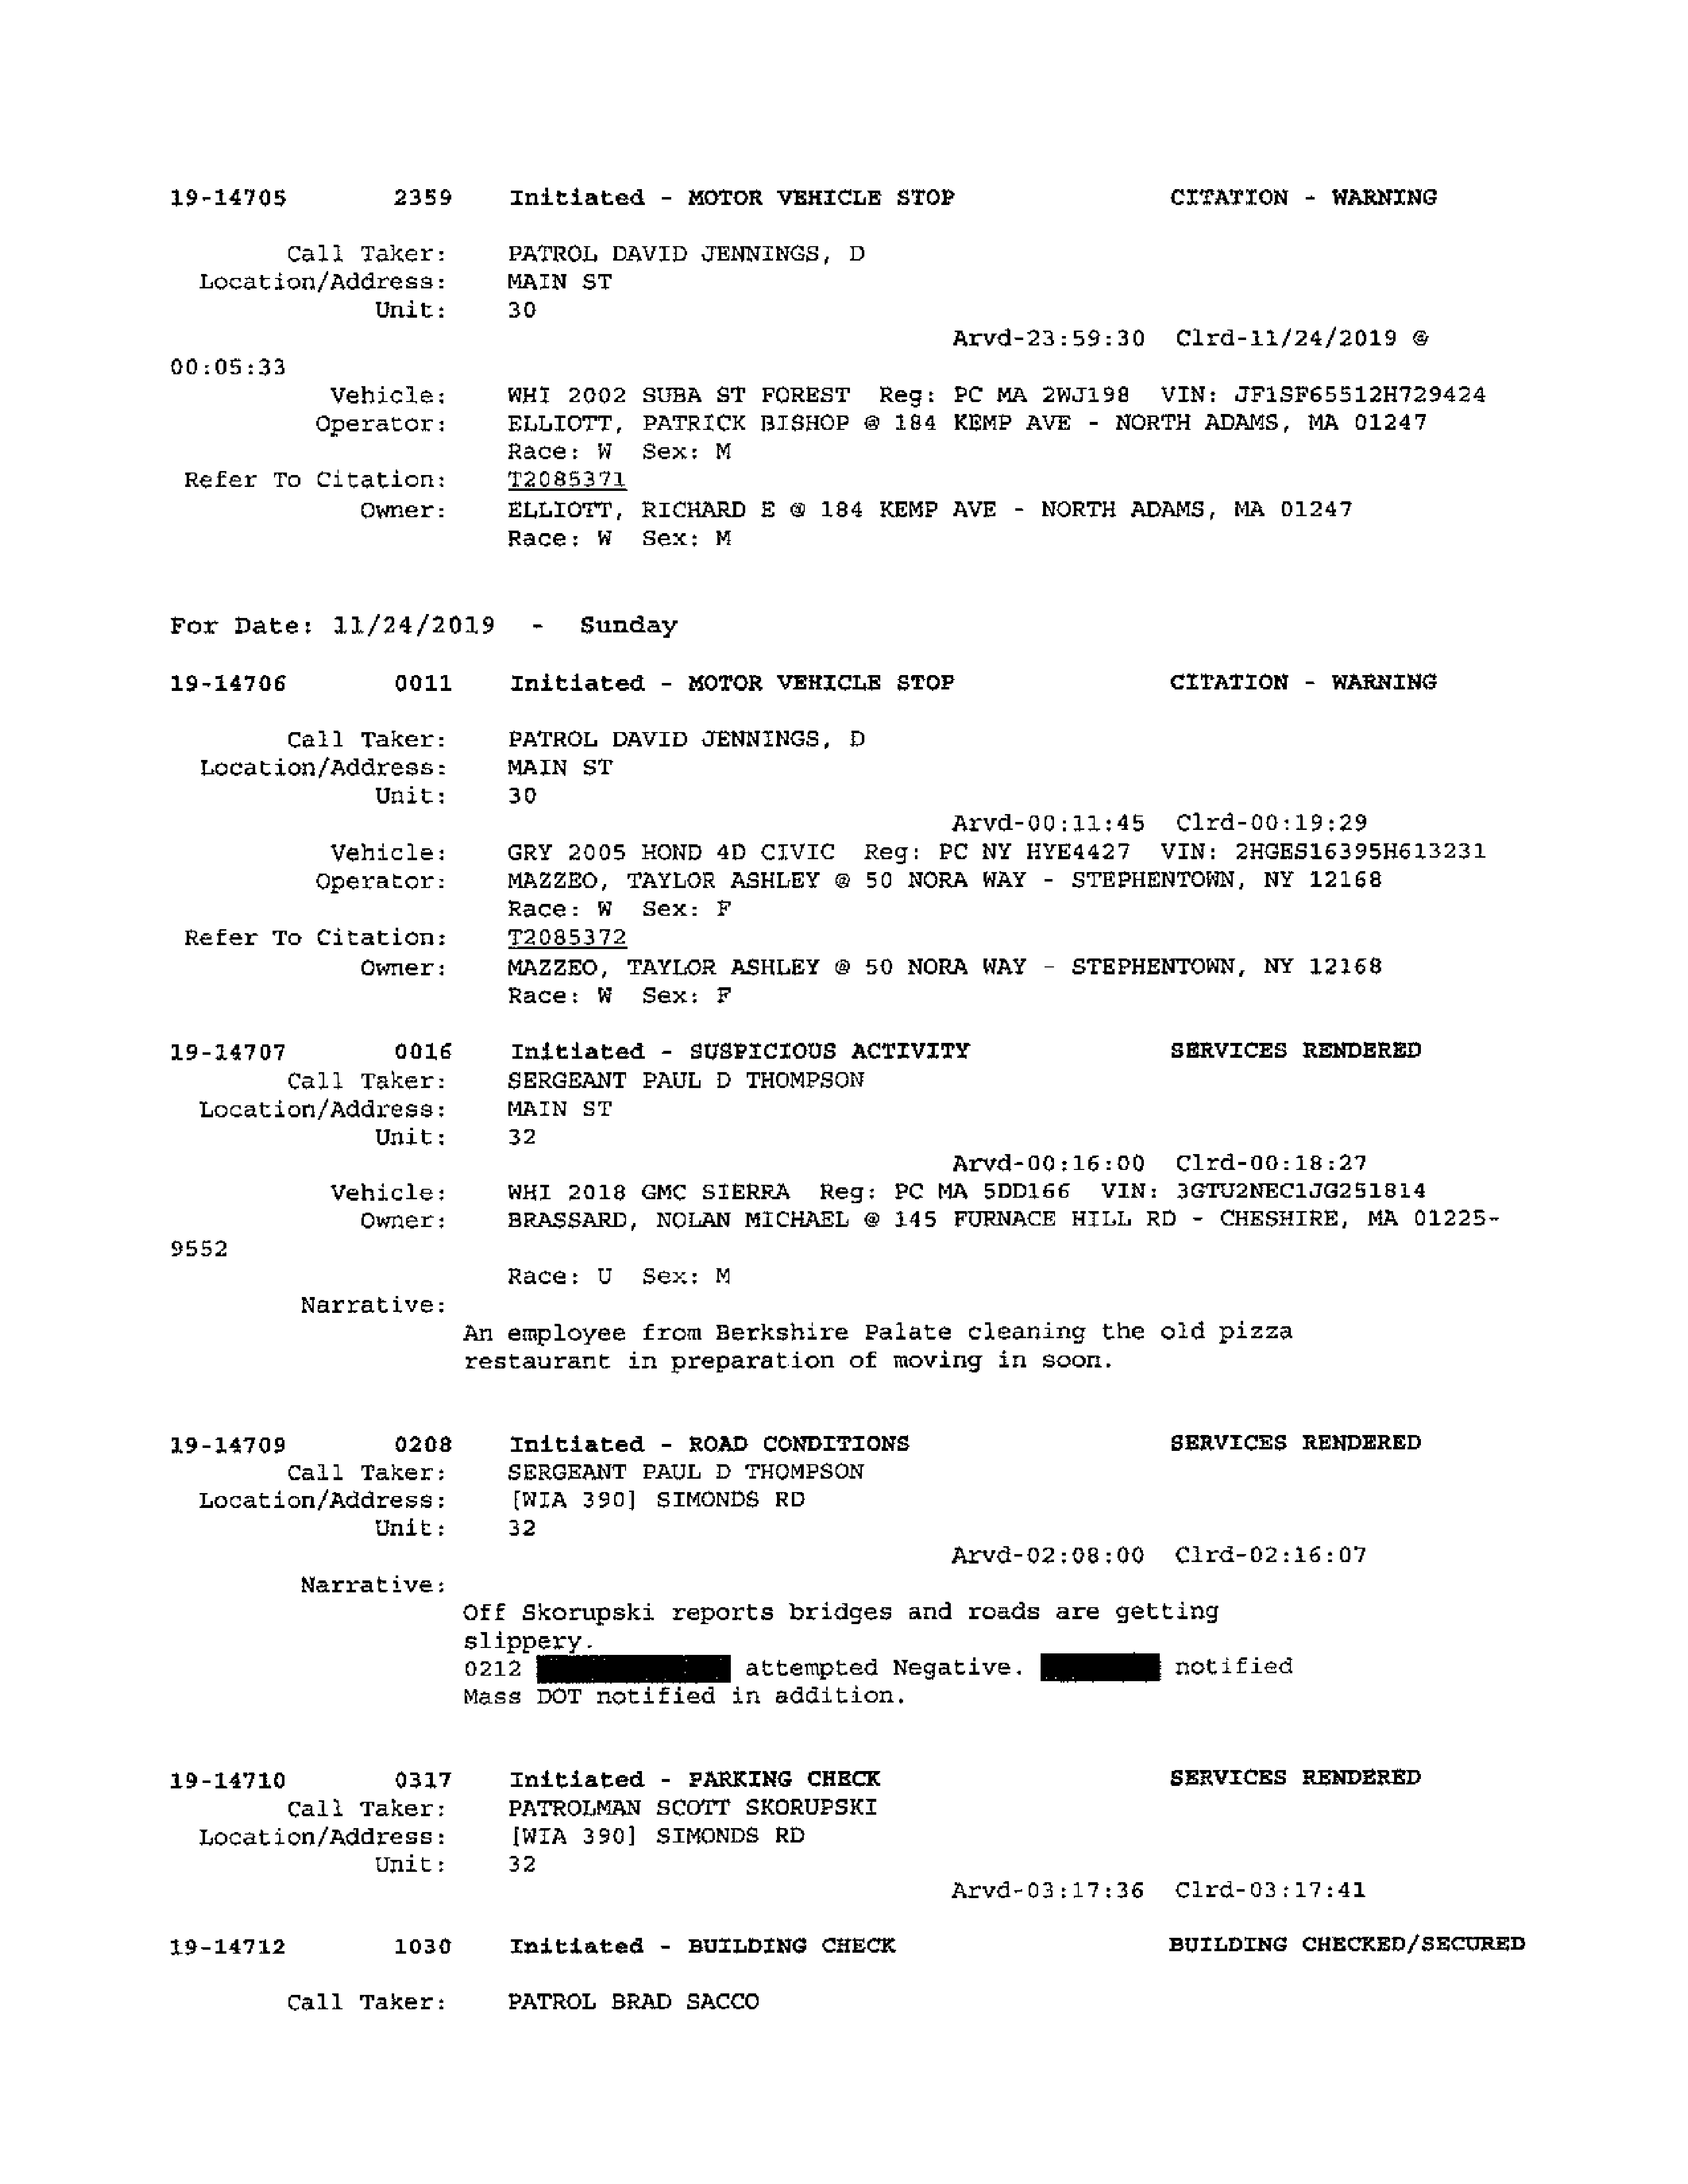 19-14705 2359 Initiated - MOTOR VEHICLE STOP CITATION - WARNING
Call Taker: PATROL DAVID JENNINGS, D
Location/Address: MAIN ST
Unit: 30
Arvd-23:59:30 Clrd-11/24/2019 @
00:05:33
Vehicle: WHI 2002 SUBA ST FOREST Reg: PC MA 2WJ198 VIN: JF1SF65512H729424
Operator: ELLIOTT, PATRICK BISHOP @ 184 KEMP AVE - NORTH ADAMS, MA 01247
Race: W Sex: M
Refer To Citation: T2085371
Owner: ELLIOTT, RICHARD E @ 184 KEMP AVE - NORTH ADAMS, MA 01247
Race: W Sex: M
For Date: 11/24/2019 - Sunday
19-14706 0011 Initiated - MOTOR VEHICLE STOP CITATION - WARNING
Call Taker: PATROL DAVID JENNINGS, D
Location/Address: MAIN ST
Unit: 30
Arvd-00:11:45 Clrd-00:19:29
Vehicle: GRY 2005 HOND 4D CIVIC Reg: PC NY HYE4427 VIN: 2HGES16395H613231
Operator: MAZZEO, TAYLOR ASHLEY @ 50 NORA WAY - STEPHENTOWN, NY 12168
Race: W Sex: F
Refer To Citation: T2085372
Owner: MAZZEO, TAYLOR ASHLEY @ 50 NORA WAY - STEPHENTOWN, NY 12168
Race: W Sex: F
19-14707 0016 Initiated - SUSPICIOUS ACTIVITY SERVICES RENDERED
Call Taker: SERGEANT PAUL D THOMPSON
Location/Address: MAIN ST
Unit: 32
Arvd-00:16:00 Clrd-00:18:27
Vehicle: WHI 2018 GMC SIERRA Reg: PC MA 5DD166 VIN: 3GTU2NEC1JG251814
Owner: BRASSARD, NOLAN MICHAEL @ 145 FURNACE HILL RD - CHESHIRE, MA 01225-
9552
Race: U Sex: M
Narrative:
An employee from Berkshire Palate cleaning the old pizza
restaurant in preparation of moving in soon.
19-14709 0208 Initiated - ROAD CONDITIONS SERVICES RENDERED
Call Taker: SERGEANT PAUL D THOMPSON
Location/Address: [WIA 390] SIMONDS RD
Unit: 32
Arvd-02:08:00 Clrd-02:16:07
Narrative:
Off Skorupski reports bridges and roads are getting
slippery.
0212 attempted Negative. notified
Mass DOT notified in addition.
19-14710 0317 Initiated - PARKING CHECK SERVICES RENDERED
Call Taker: PATROLMAN SCOTT SKORUPSKI
Location/Address: [WIA 390] SIMONDS RD
Unit: 32
Arvd-03:17:36 Clrd-03:17:41
19-14712 1030 Initiated - BUILDING CHECK BUILDING CHECKED/SECURED
Call Taker: PATROL BRAD SACCO